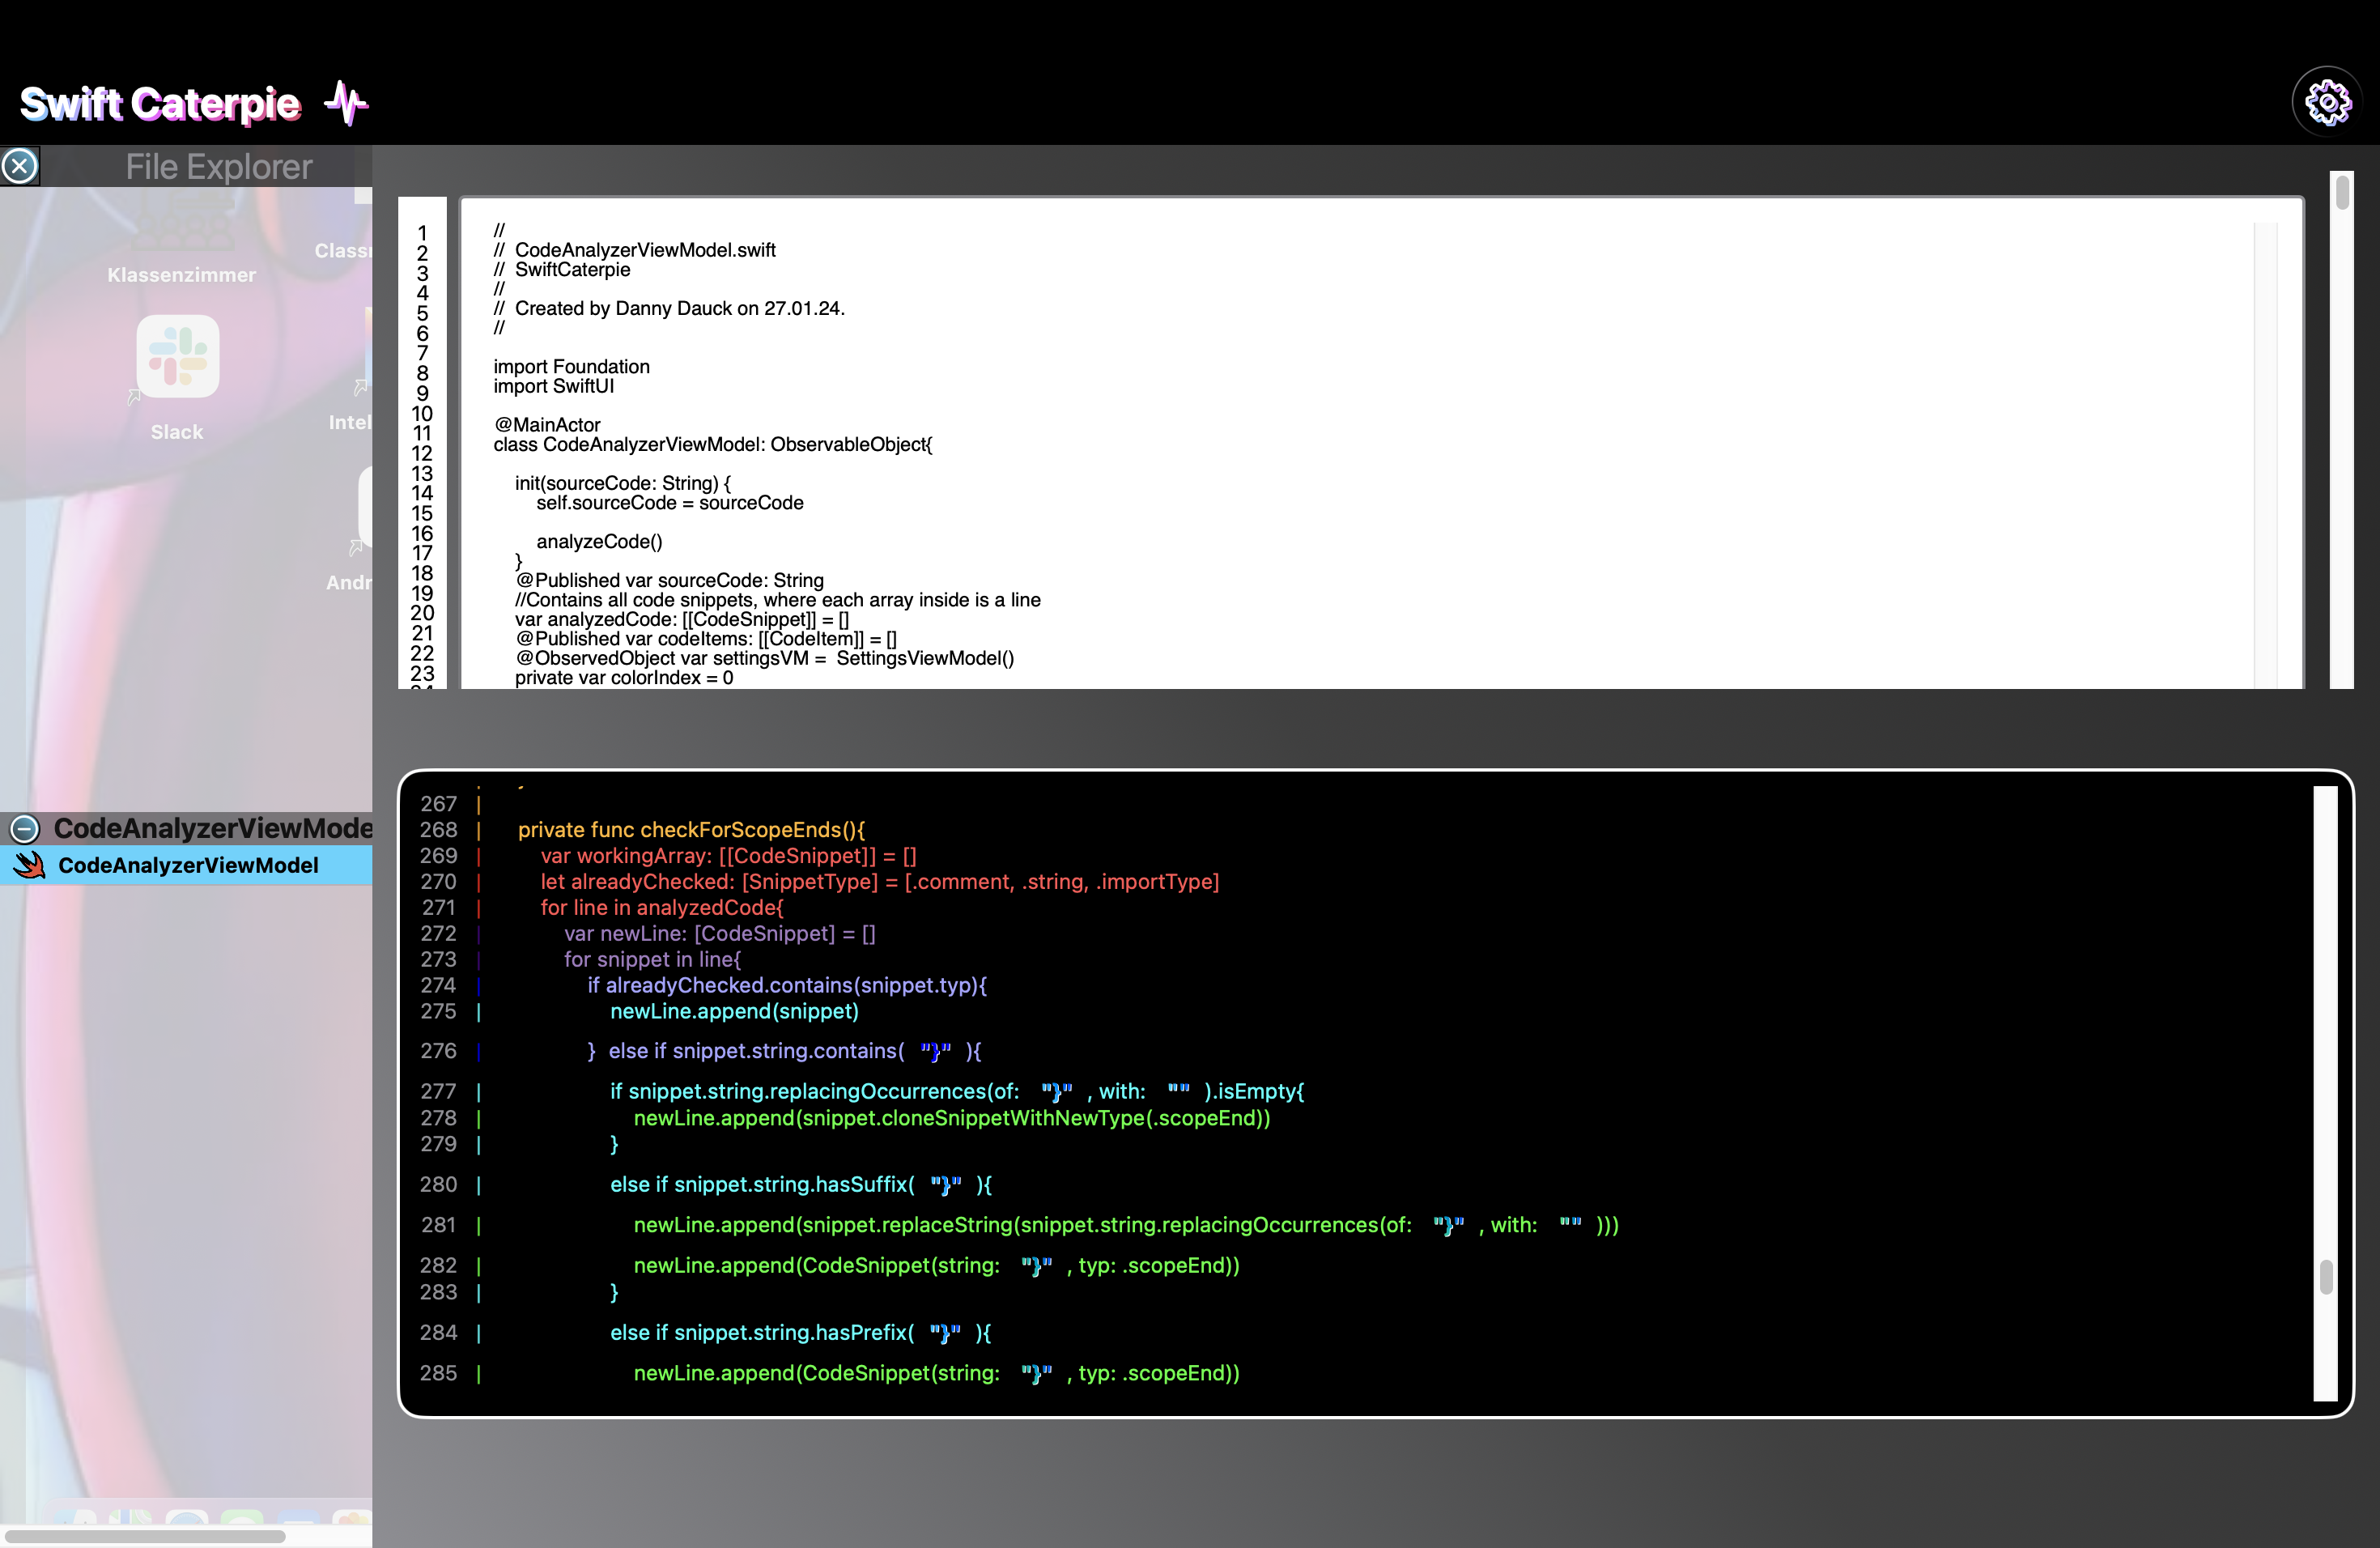 Swift Caterpie
File Explorer
Klassenzimmer
Slack
CodeAnalyzerViewMode
CodeAnalyzerViewModel
1 //
2 //  CodeAnalyzerViewModel.swift
3 //  SwiftCaterpie
4 //
5 //  Created by Danny Dauck on 27.01.24.
6 //
7
8 import Foundation
9 import SwiftUI
10
11 @MainActor
12 class CodeAnalyzerViewModel: ObservableObject{
13
14 init(sourceCode: String) {
15 self.sourceCode = sourceCode
16
17 analyzeCode()
18 }
19 @Published var sourceCode: String
20 //Contains all code snippets, where each array inside is a line
21 var analyzedCode: [[CodeSnippet]] = []
22 @Published var codeItems: [[CodeItem]] = []
23 @ObservedObject var settingsVM =  SettingsViewModel()
private var colorIndex = 0
267 |
268 | private func checkForScopeEnds(){
269 | var workingArray: [[CodeSnippet]] = []
270 | let alreadyChecked: [SnippetType] = [.comment, .string, .importType]
271 | for line in analyzedCode{
272 | var newLine: [CodeSnippet] = []
273 | for snippet in line{
274 | if alreadyChecked.contains(snippet.typ){
275 | newLine.append(snippet)
276 | } else if snippet.string.contains( "}" ){
277 | if snippet.string.replacingOccurrences(of: "}" , with: "" ).isEmpty{
278 | newLine.append(snippet.cloneSnippetWithNewType(.scopeEnd))
279 | }
280 | else if snippet.string.hasSuffix( "}" ){
281 | newLine.append(snippet.replaceString(snippet.string.replacingOccurrences(of: "}" , with: "" )))
282 | newLine.append(CodeSnippet(string: "}" , typ: .scopeEnd))
283 | }
284 | else if snippet.string.hasPrefix( "}" ){
285 | newLine.append(CodeSnippet(string: "}" , typ: .scopeEnd))